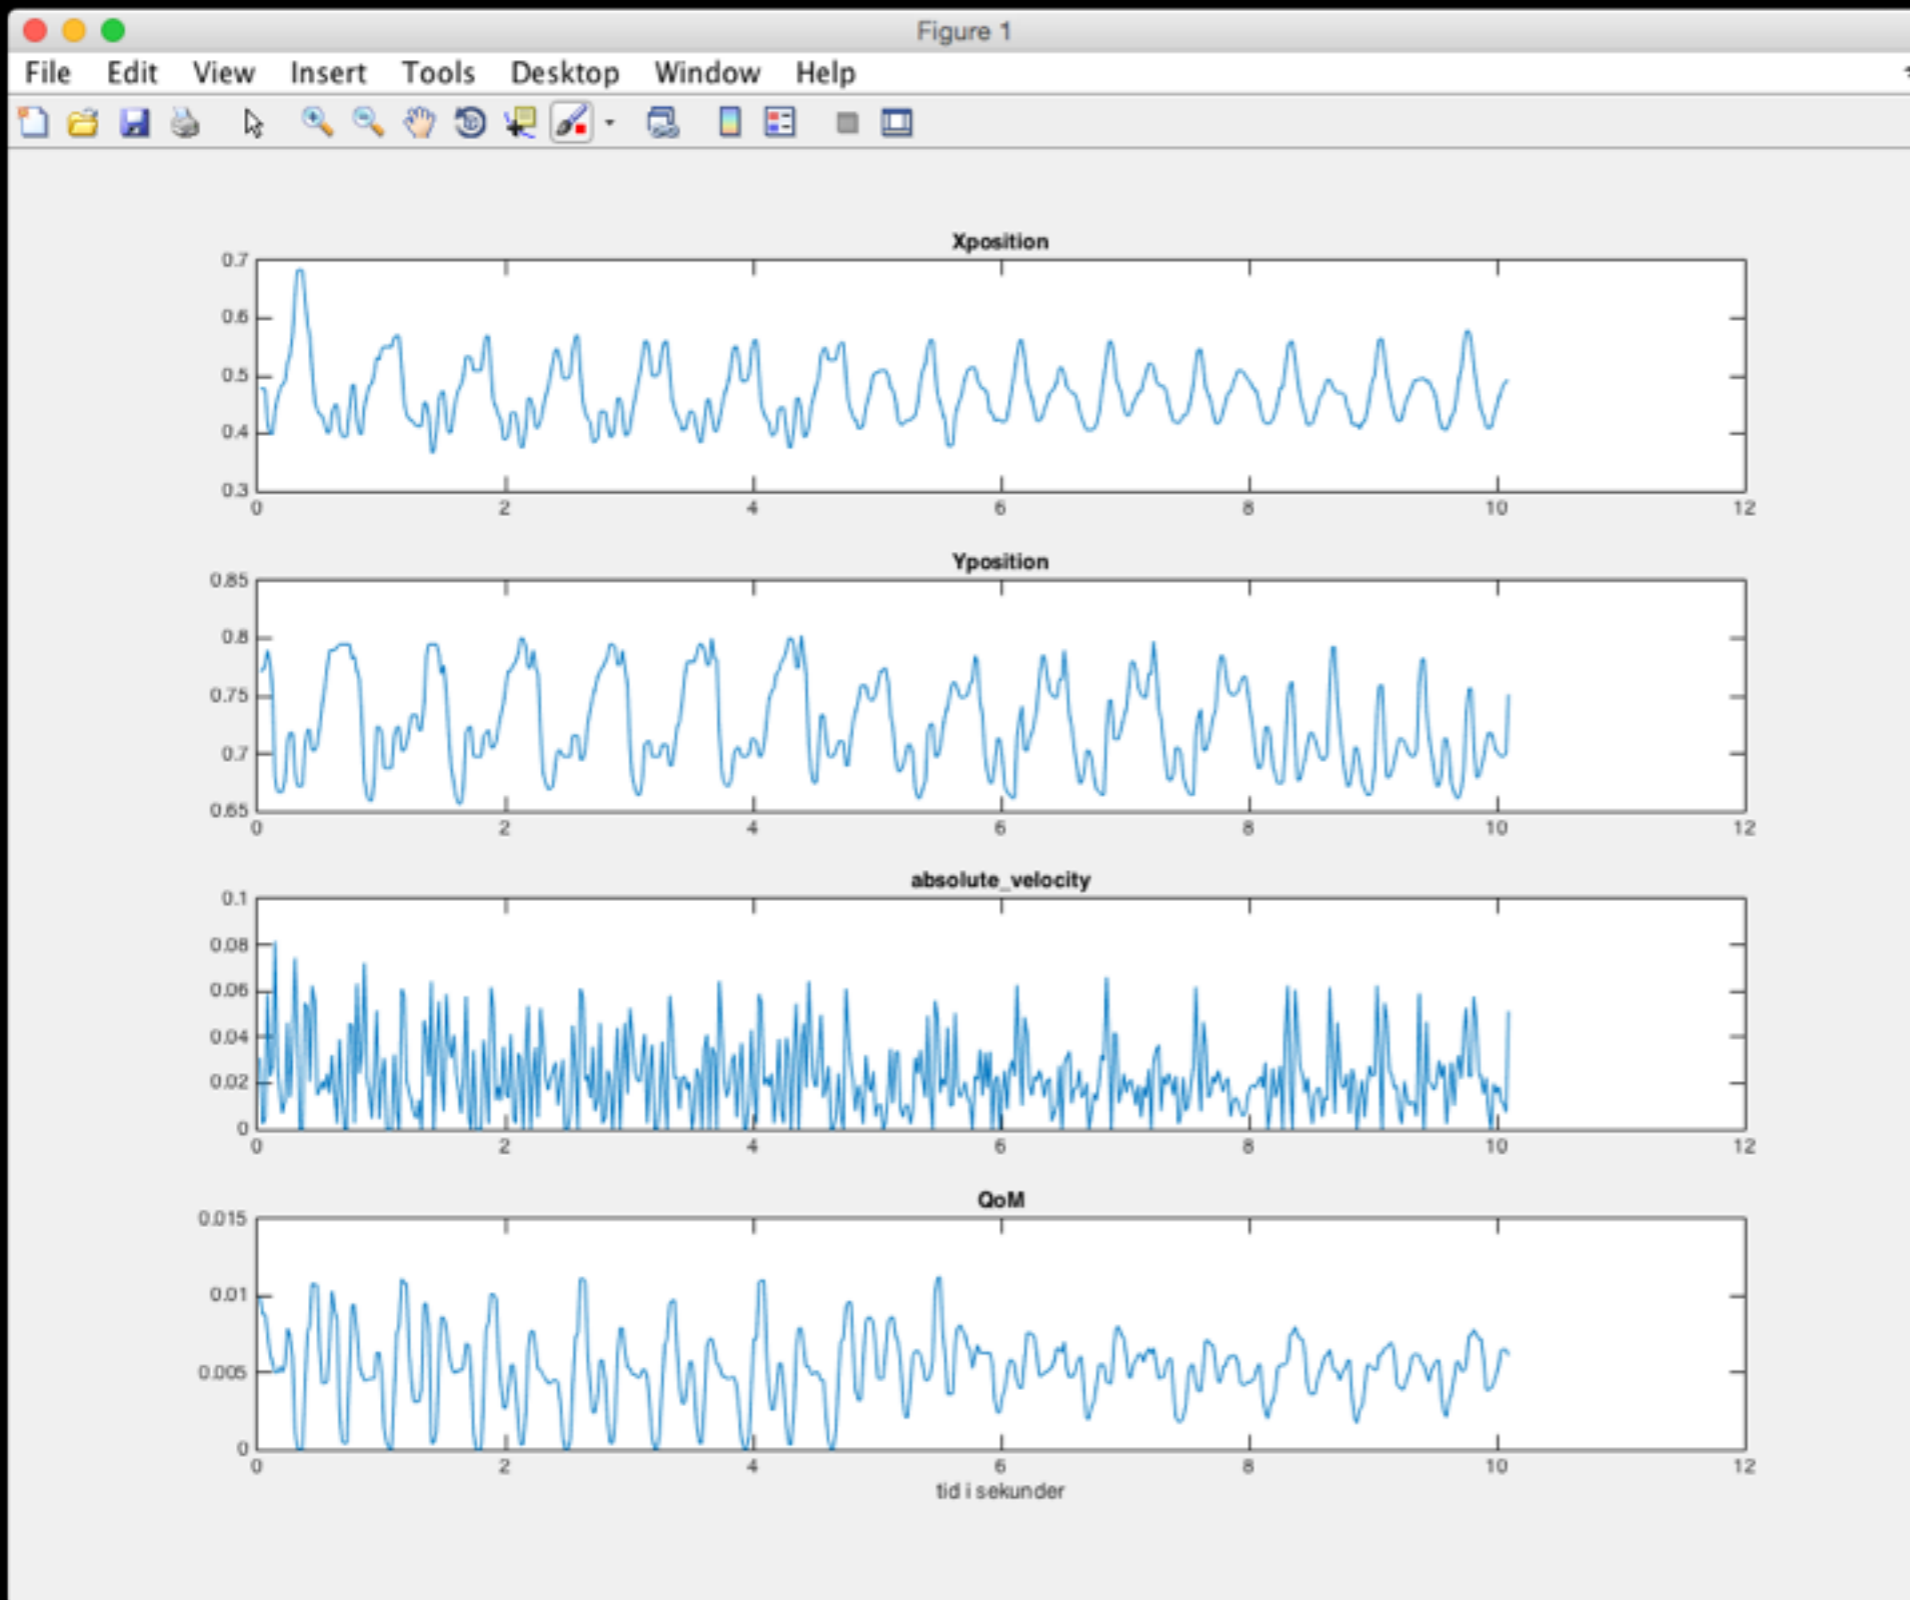 Figure 1
File Edit View Insert Tools Desktop Window Help
Xposition
0.7
0.6
0.5
0.4
0.3
0 2 4 6 8 10 12
Yposition
0.85
0.8
0.75
0.7
0.65
0 2 4 6 8 10 12
absolute_velocity
0.1
0.08
0.06
0.04
0.02
0
0 2 4 6 8 10 12
QoM
0.015
0.01
0.005
0
0 2 4 6 8 10 12
tid i sekunder